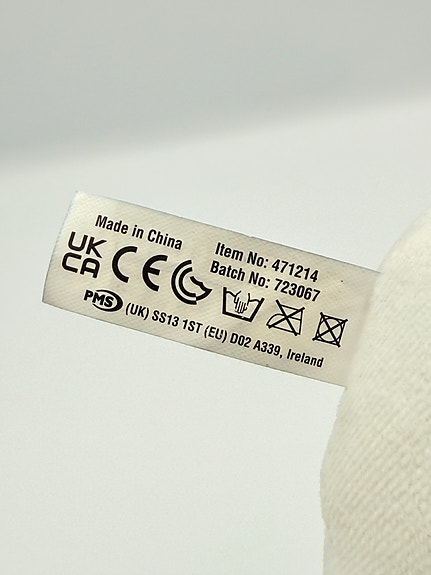 Made in China
Item No: 471214
Batch No: 723067
UK
CA
CE
PMS
(UK) SS13 1ST (EU) D02 A339, Ireland